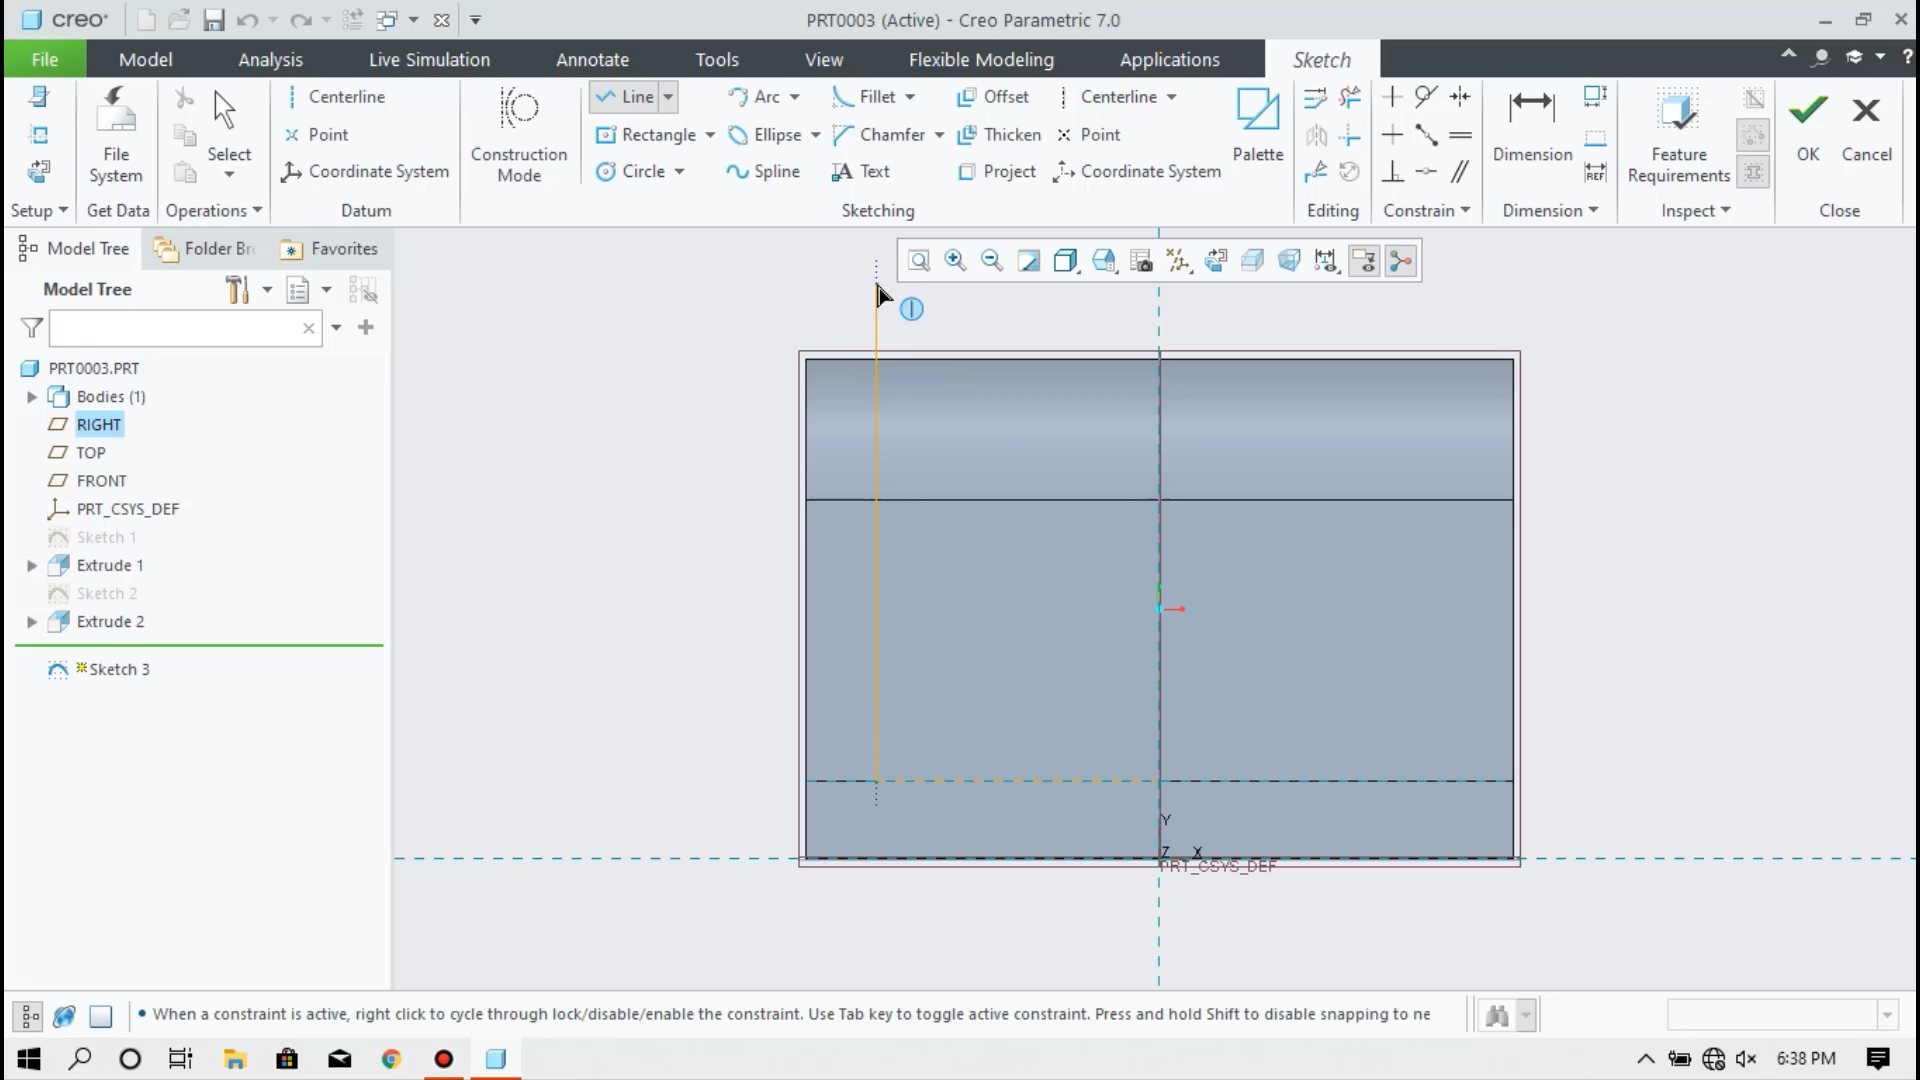 creo
PRT0003 (Active) - Creo Parametric 7.0
File Model Analysis Live Simulation Annotate Tools View Flexible Modeling Applications Sketch
Centerline
Point
Coordinate System
File System
Select
Construction Mode
Line Arc Fillet Offset Centerline
Rectangle Ellipse Chamfer Thicken Point
Circle Spline Text Project Coordinate System
Palette
Dimension
REF
Feature Requirements
OK Cancel
Setup Get Data Operations Datum Sketching Editing Constrain Dimension Inspect Close
Model Tree Folder Br Favorites
Model Tree
PRT0003.PRT
Bodies (1)
RIGHT
TOP
FRONT
PRT_CSYS_DEF
Sketch 1
Extrude 1
Sketch 2
Extrude 2
Sketch 3
Y
Z X
PRT_CSYS_DEF
• When a constraint is active, right click to cycle through lock/disable/enable the constraint. Use Tab key to toggle active constraint. Press and hold Shift to disable snapping to ne
6:38 PM